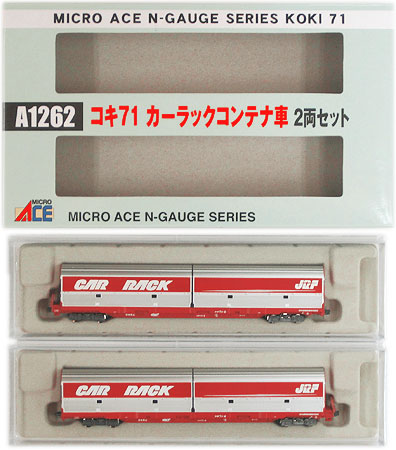 MICRO ACE N-GAUGE SERIES KOKI 71
A1262 コキ71 カーラックコンテナ車 2両セット
MICRO ACE
MICRO ACE N-GAUGE SERIES
CAR RACK JRF
CAR RACK JRF